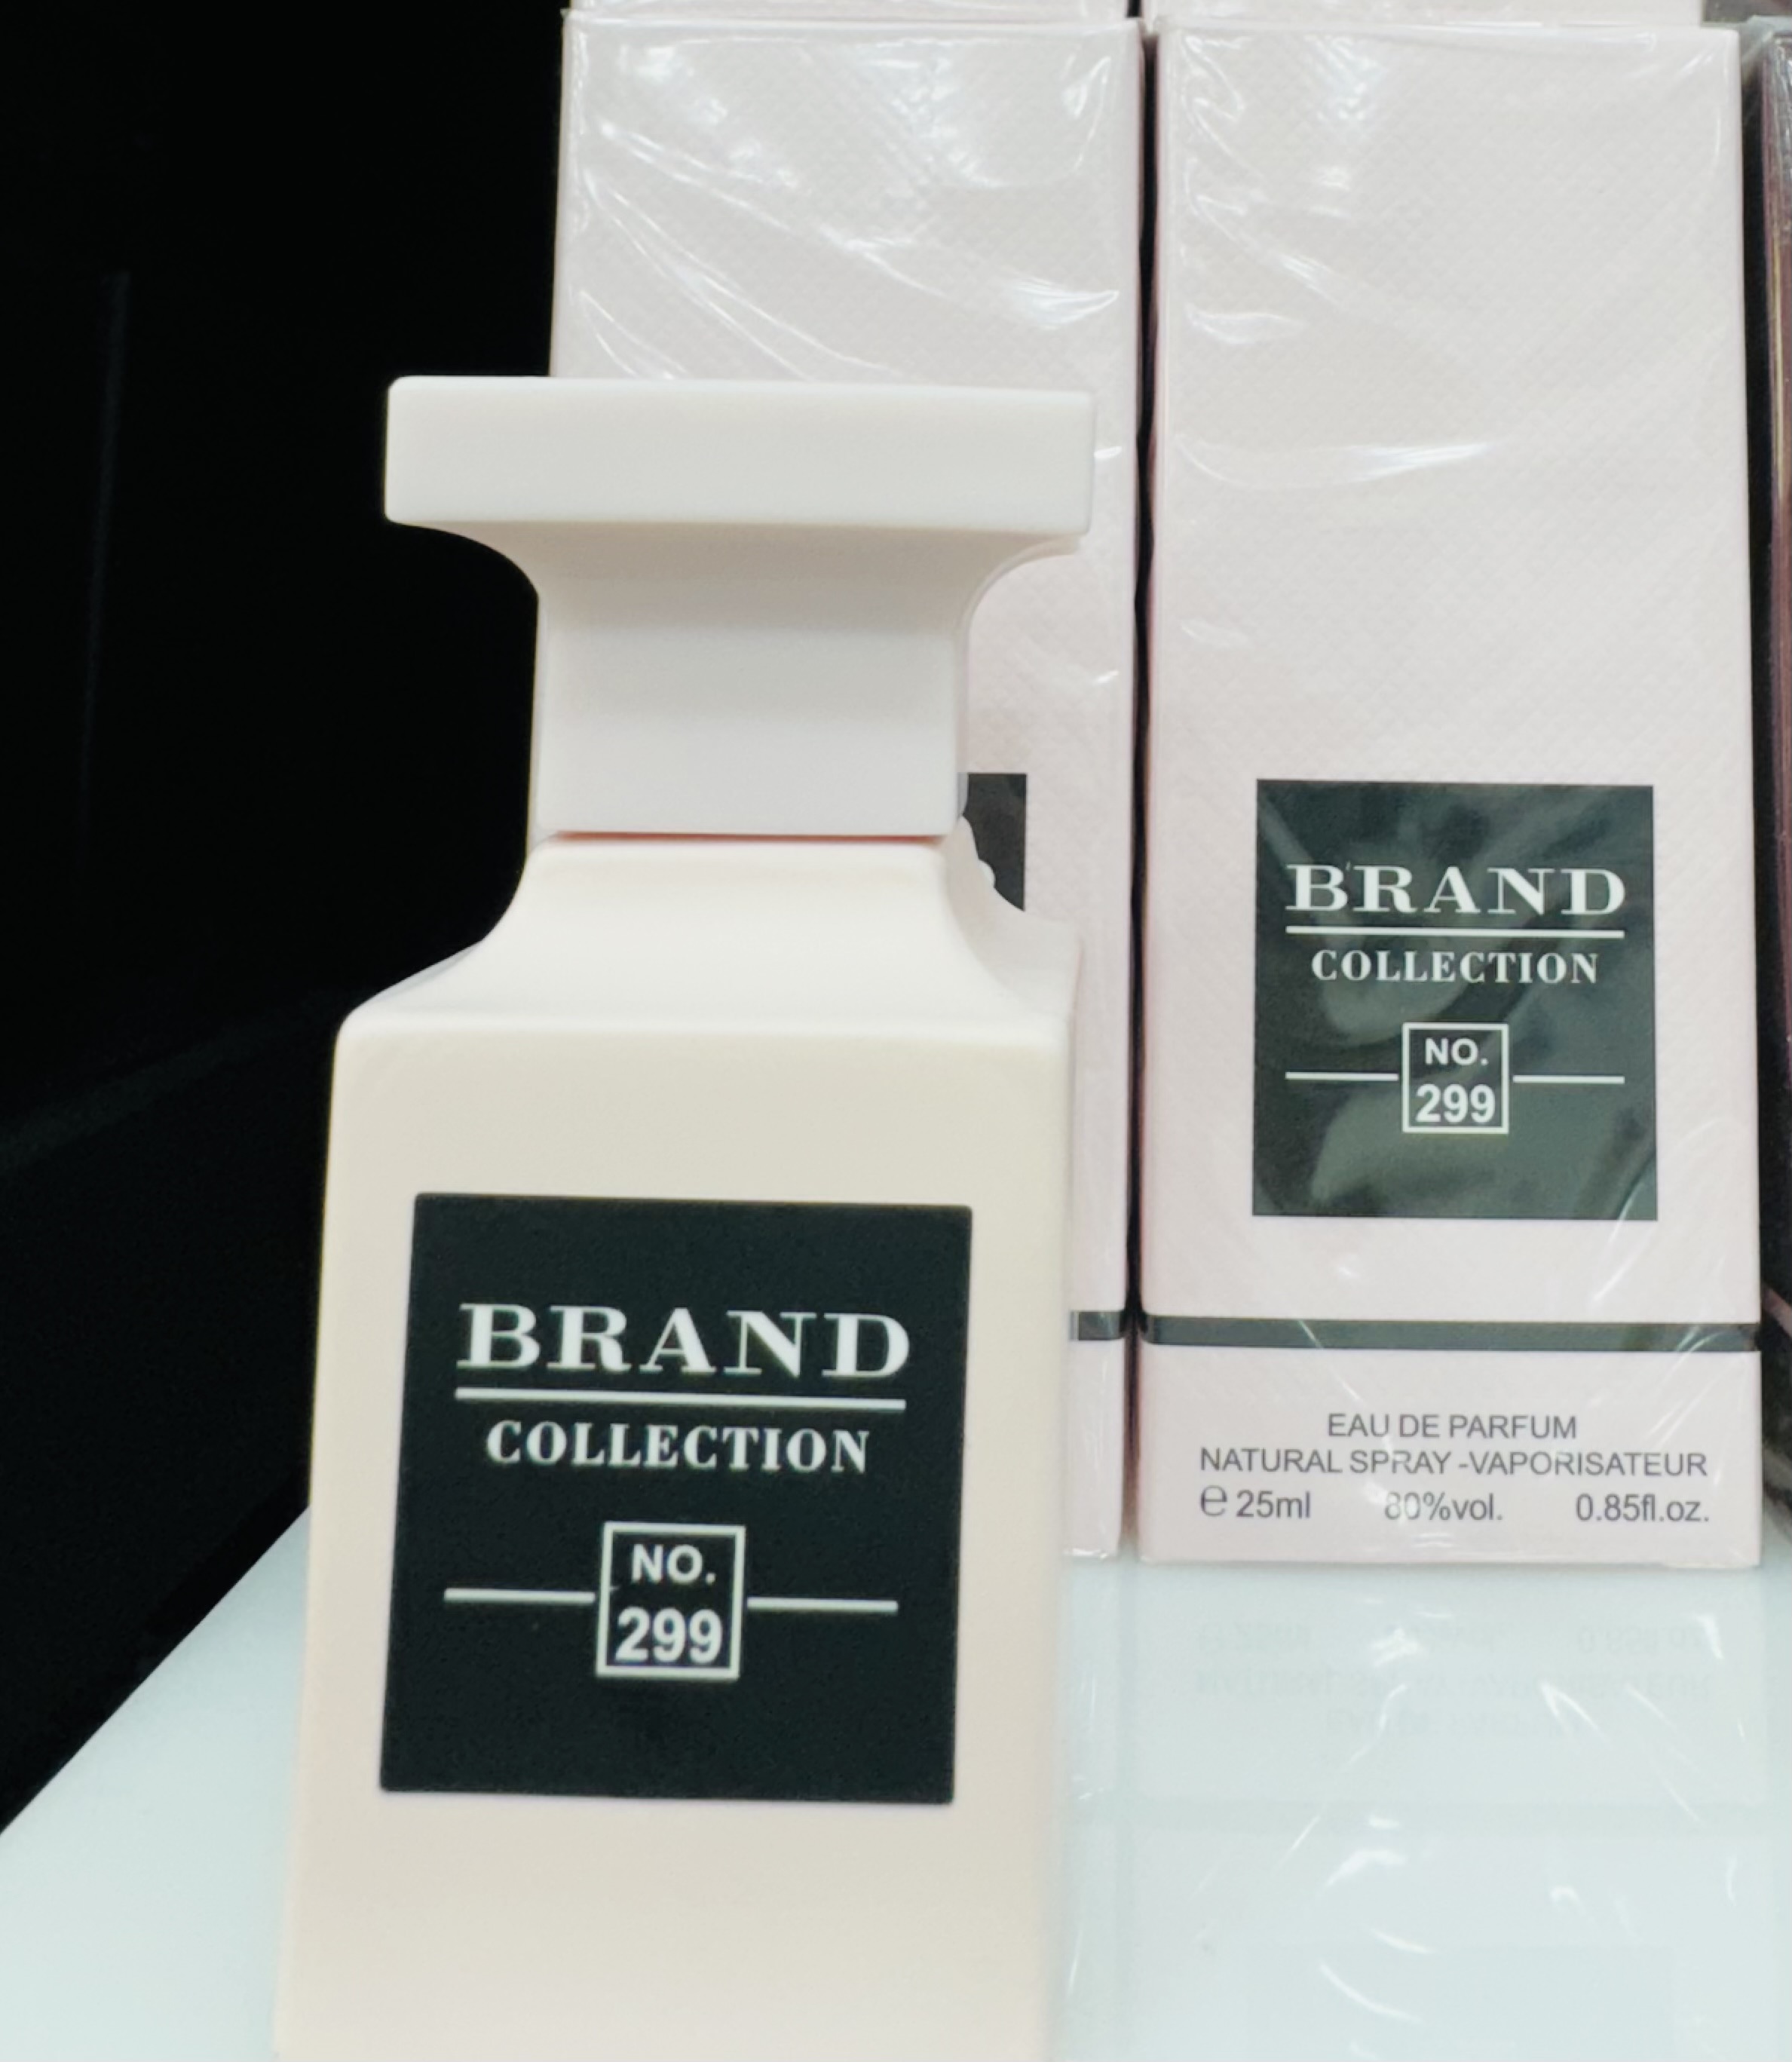 BRAND
COLLECTION
NO.
299
BRAND
COLLECTION
NO.
299
EAU DE PARFUM
NATURAL SPRAY -VAPORISATEUR
℮ 25ml 80%vol. 0.85fl.oz.